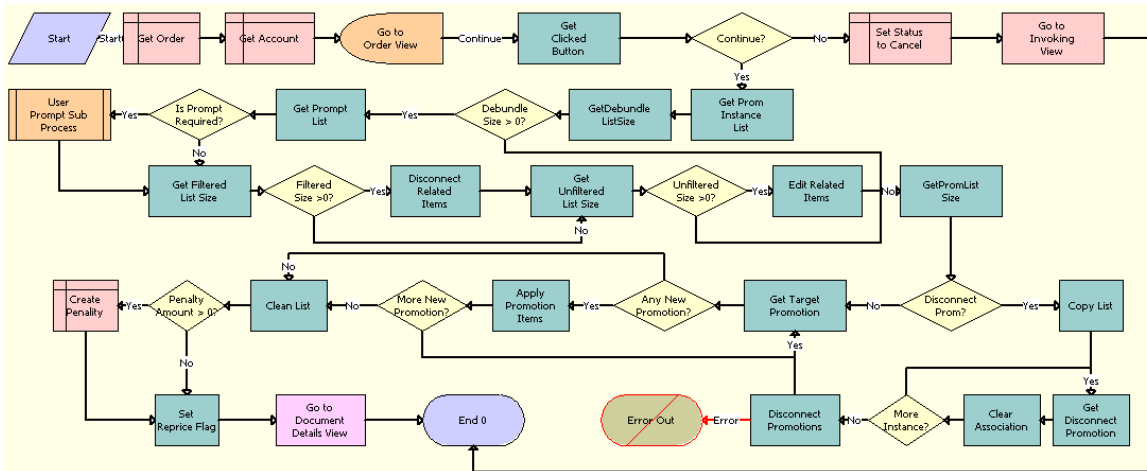 Start
Start
Get Order
Get Account
Go to
Order View
Continue
Get
Clicked
Button
Continue?
No
Set Status
to Cancel
Go to
Invoking
View
Yes
User
Prompt Sub
Process
Yes
Is Prompt
Required?
Get Prompt
List
Yes
Debundle
Size > 0?
GetDebundle
ListSize
Get Prom
Instance
List
No
Get Filtered
List Size
Filtered
Size >0?
Yes
Disconnect
Related
Items
Get
Unfiltered
List Size
Unfiltered
Size >0?
Yes
Edit Related
Items
No
GetPromList
Size
No
No
Create
Penality
Yes
Penalty
Amount > 0?
Clean List
No
More New
Promotion?
Apply
Promotion
Items
Yes
Any New
Promotion?
Get Target
Promotion
No
Disconnect
Prom?
Yes
Copy List
Yes
No
Yes
Set
Reprice Flag
Go to
Document
Details View
End 0
Error Out
Error
Disconnect
Promotions
No
More
Instance?
Clear
Association
Get
Disconnect
Promotion